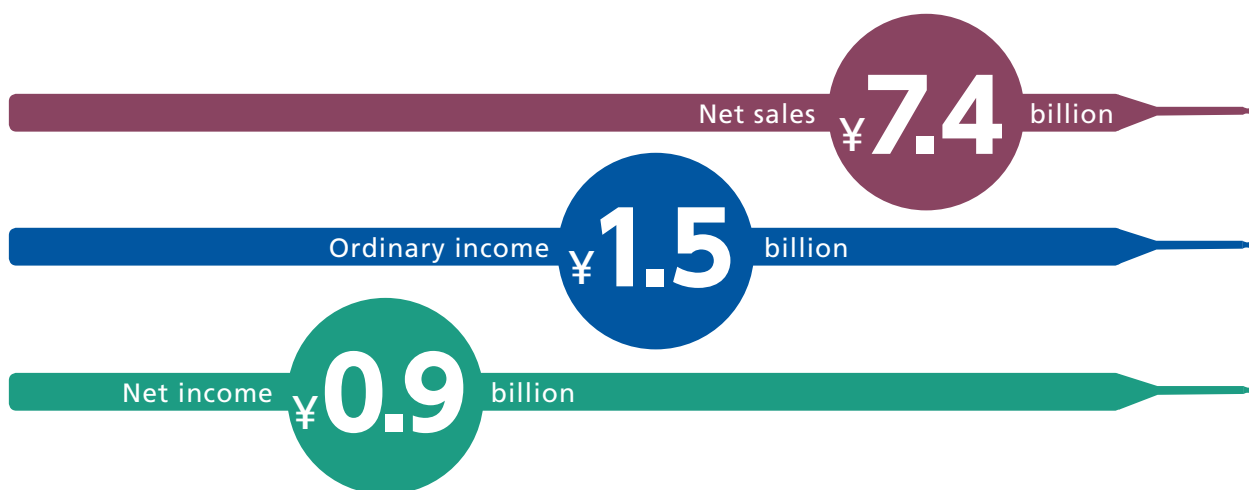 Net sales ¥7.4 billion
Ordinary income ¥1.5 billion
Net income ¥0.9 billion